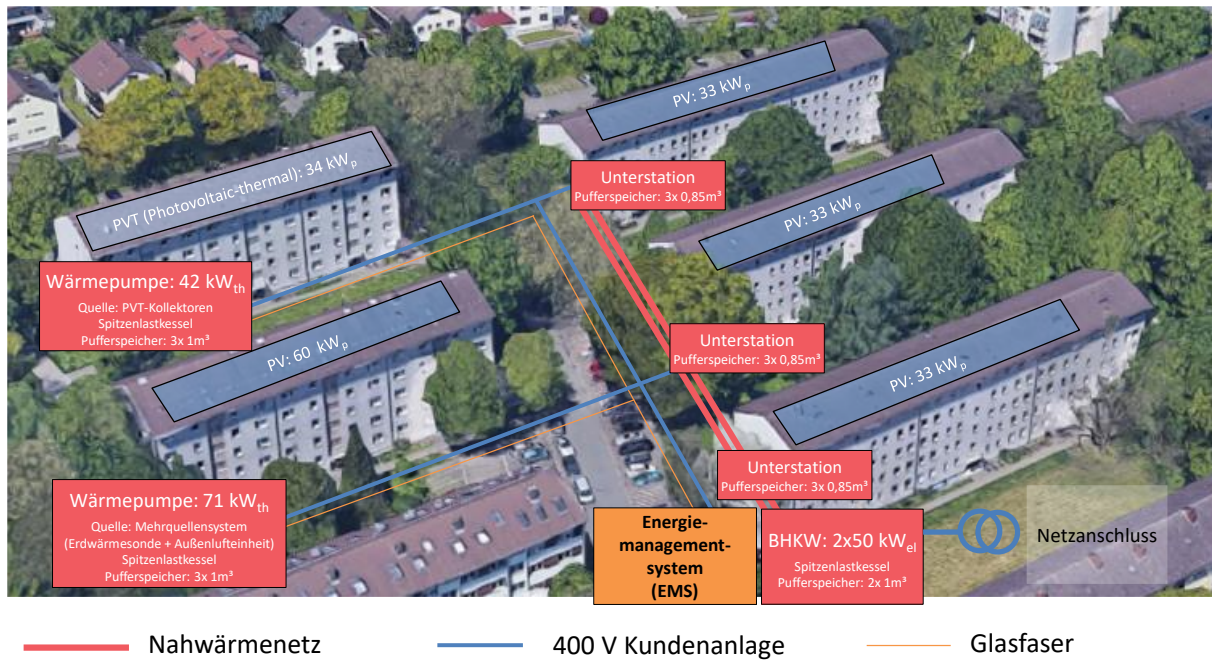 PV: 33 kWp
PVT (Photovoltaic-thermal): 34 kWp
Unterstation
Pufferspeicher: 3x 0,85m³
PV: 33 kWp
Wärmepumpe: 42 kWth
Quelle: PVT-Kollektoren
Spitzenlastkessel
Pufferspeicher: 3x 1m³
PV: 60 kWp
Unterstation
Pufferspeicher: 3x 0,85m³
PV: 33 kWp
Unterstation
Pufferspeicher: 3x 0,85m³
Wärmepumpe: 71 kWth
Quelle: Mehrquellensystem
(Erdwärmesonde + Außenlufteinheit)
Spitzenlastkessel
Pufferspeicher: 3x 1m³
Energie-
management-
system
(EMS)
BHKW: 2x50 kWel
Spitzenlastkessel
Pufferspeicher: 2x 1m³
Netzanschluss
Nahwärmenetz
400 V Kundenanlage
Glasfaser